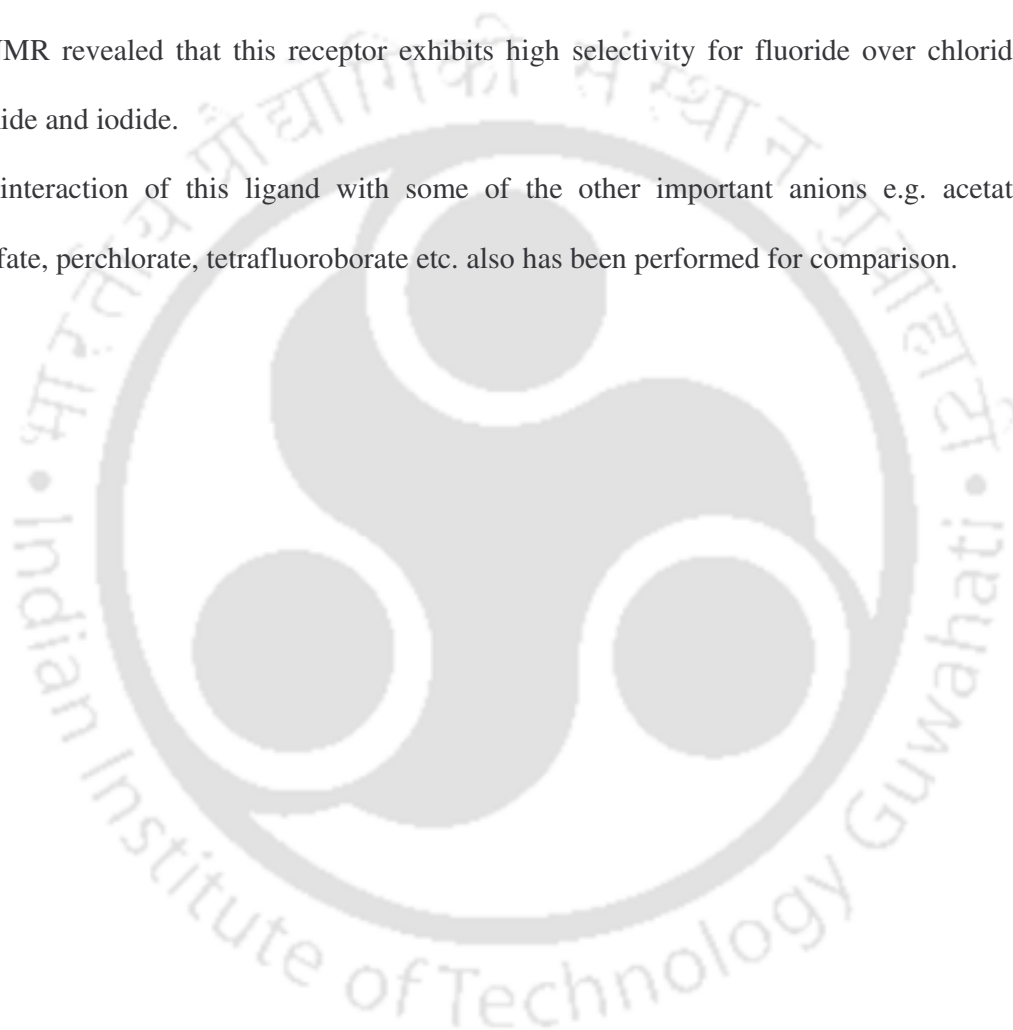 NMR revealed that this receptor exhibits high selectivity for fluoride over chlorid
ide and iodide.
interaction of this ligand with some of the other important anions e.g. acetat
fate, perchlorate, tetrafluoroborate etc. also has been performed for comparison.
भारतीय प्रौद्योगिकी संस्थान गुवाहाटी
Indian Institute of Technology Guwahati